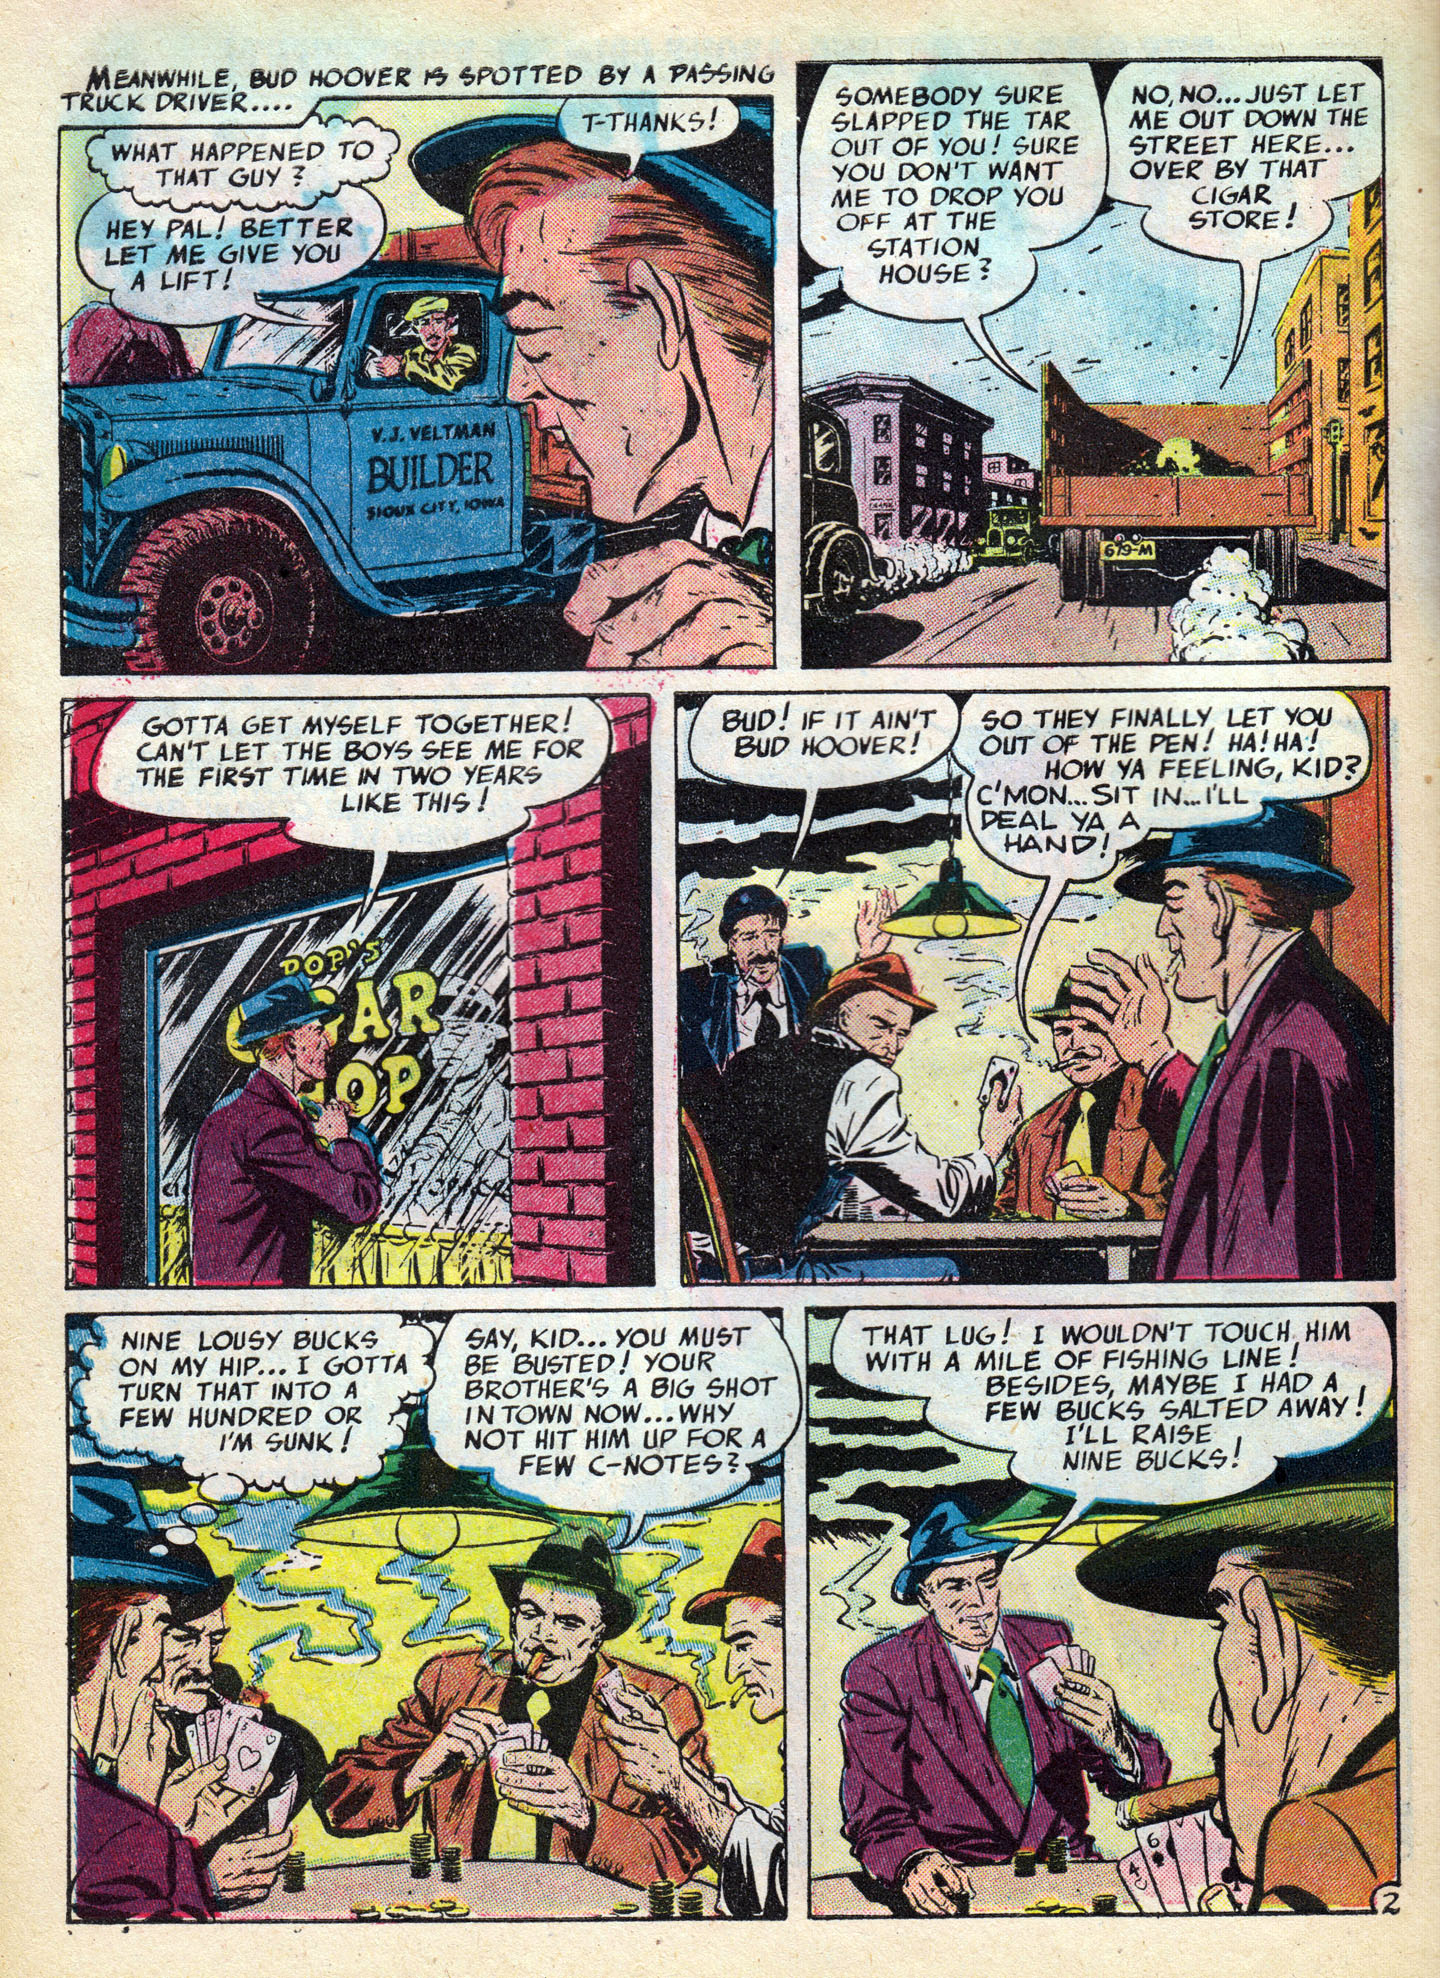 MEANWHILE, BUD HOOVER IS SPOTTED BY A PASSING
TRUCK DRIVER....
WHAT HAPPENED TO
THAT GUY?
HEY PAL! BETTER
LET ME GIVE YOU
A LIFT!
T-THANKS!
V.J. VELTMAN
BUILDER
SIOUX CITY, IOWA
SOMEBODY SURE
SLAPPED THE TAR
OUT OF YOU! SURE
YOU DON'T WANT
ME TO DROP YOU
OFF AT THE
STATION
HOUSE?
NO, NO... JUST LET
ME OUT DOWN THE
STREET HERE...
OVER BY THAT
CIGAR
STORE!
679-M
GOTTA GET MYSELF TOGETHER!
CAN'T LET THE BOYS SEE ME FOR
THE FIRST TIME IN TWO YEARS
LIKE THIS!
POP'S
GAR
OP
BUD! IF IT AIN'T
BUD HOOVER!
SO THEY FINALLY LET YOU
OUT OF THE PEN! HA! HA!
HOW YA FEELING, KID?
C'MON... SIT IN... I'LL
DEAL YA A
HAND!
NINE LOUSY BUCKS
ON MY HIP... I GOTTA
TURN THAT INTO A
FEW HUNDRED OR
I'M SUNK!
SAY, KID... YOU MUST
BE BUSTED! YOUR
BROTHER'S A BIG SHOT
IN TOWN NOW... WHY
NOT HIT HIM UP FOR A
FEW C-NOTES?
THAT LUG! I WOULDN'T TOUCH HIM
WITH A MILE OF FISHING LINE!
BESIDES, MAYBE I HAD A
FEW BUCKS SALTED AWAY!
I'LL RAISE
NINE BUCKS!
4 6
2